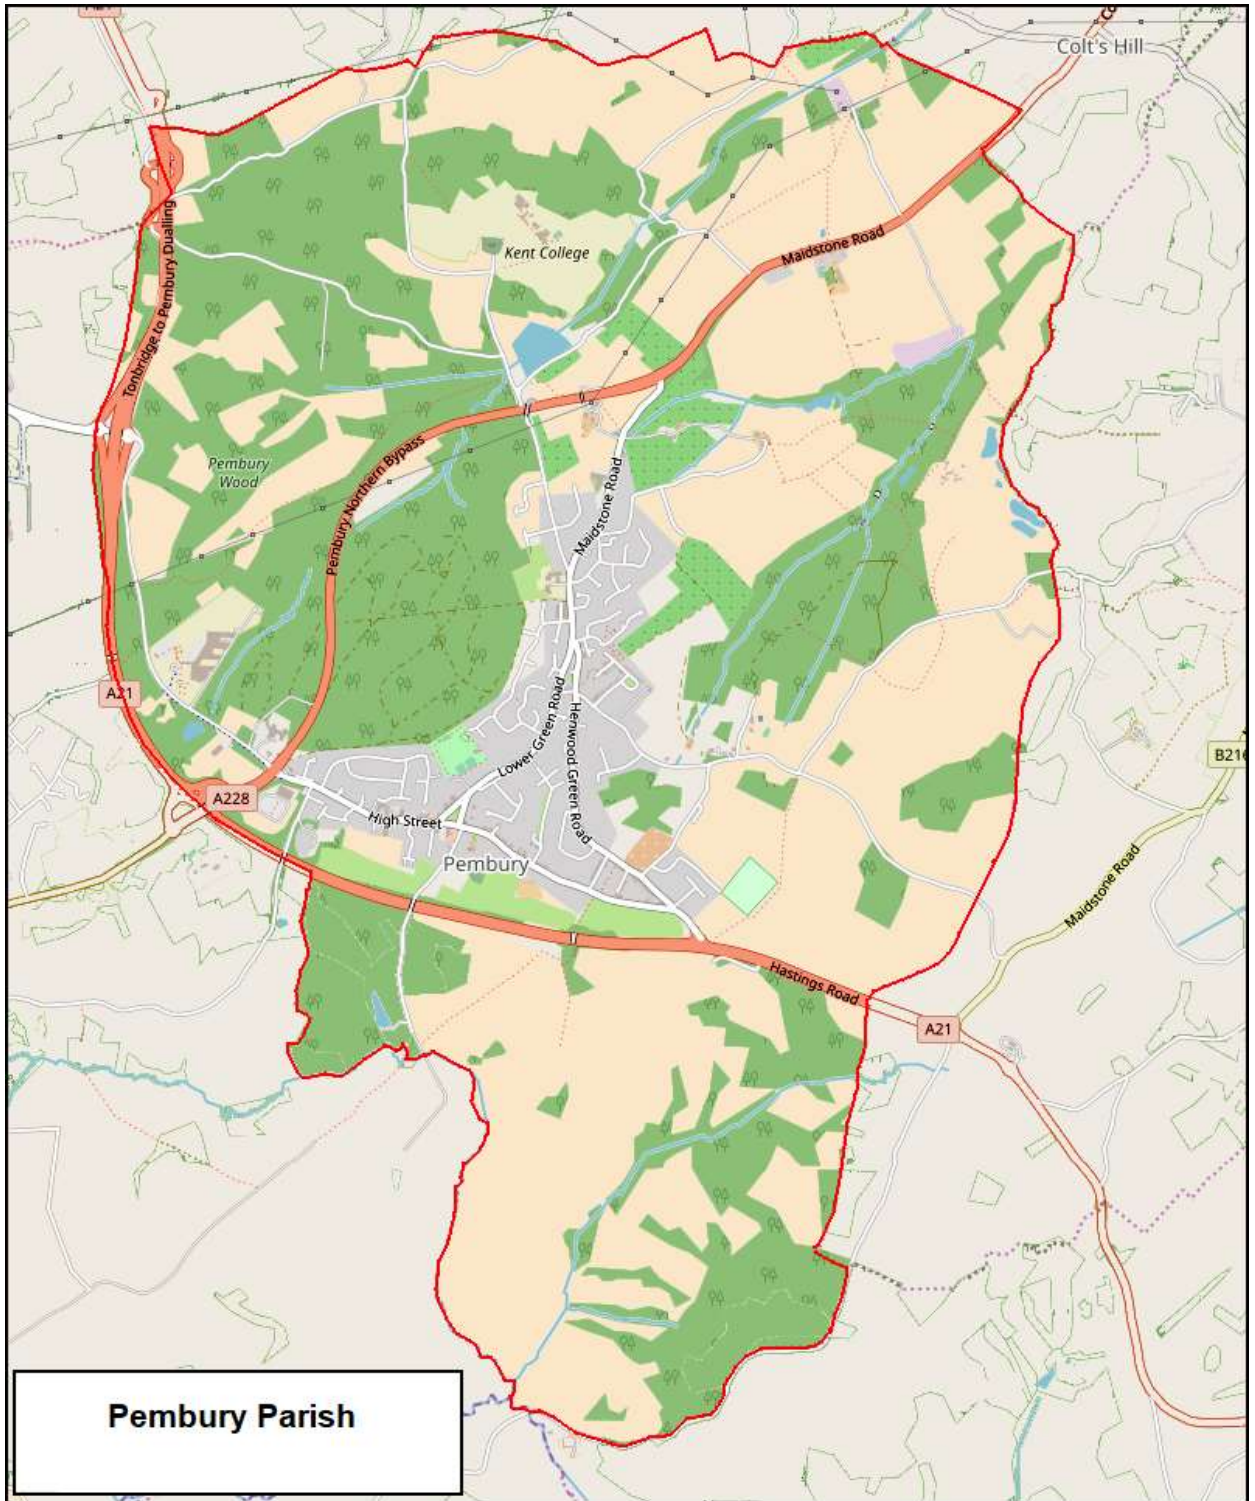 Colt's Hill
Kent College
Maidstone Road
Tonbridge to Pembury Dualling
Pembury
Wood
Pembury Northern Bypass
Maidstone Road
A21
Lower Green Road
Henwood Green Road
A228
High Street
Pembury
Maidstone Road
Hastings Road
A21
Pembury Parish